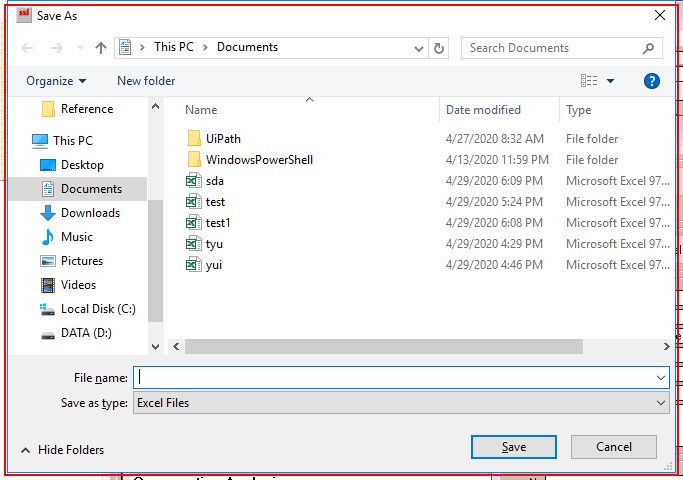 Save As
This PC > Documents
Search Documents
Organize
New folder
Name
Date modified
Type
Reference
This PC
Desktop
Documents
Downloads
Music
Pictures
Videos
Local Disk (C:)
DATA (D:)
UiPath 4/27/2020 8:32 AM File folder
WindowsPowerShell 4/13/2020 11:59 PM File folder
sda 4/29/2020 6:09 PM Microsoft Excel 97...
test 4/29/2020 5:24 PM Microsoft Excel 97...
test1 4/29/2020 6:08 PM Microsoft Excel 97...
tyu 4/29/2020 4:29 PM Microsoft Excel 97...
yui 4/29/2020 4:46 PM Microsoft Excel 97...
File name:
Save as type: Excel Files
Hide Folders
Save
Cancel